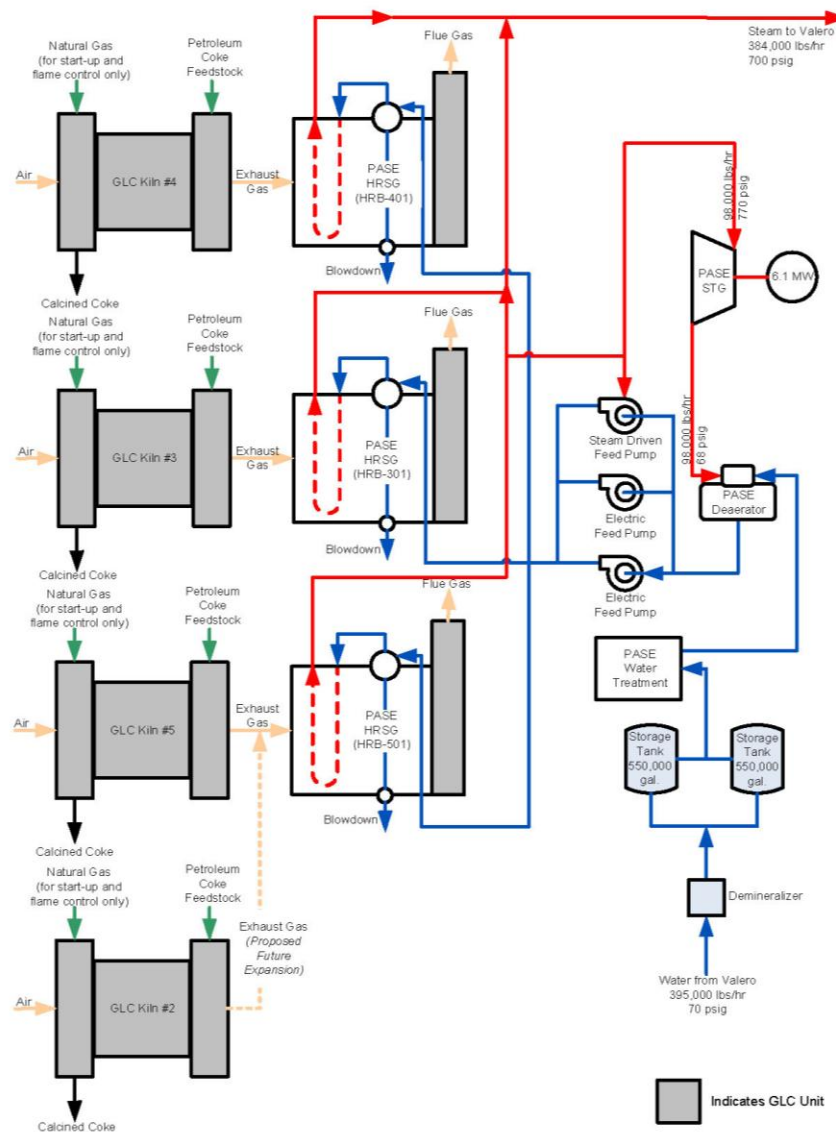 Natural Gas
(for start-up and
flame control only)
Petroleum
Coke
Feedstock
Flue Gas
Steam to Valero
384,000 lbs/hr
700 psig
Air
GLC Kiln #4
Exhaust
Gas
PASE
HRSG
(HRB-401)
98,000 lbs/hr
770 psig
PASE
STG
6.1 MW
Blowdown
Calcined Coke
Natural Gas
(for start-up and
flame control only)
Petroleum
Coke
Feedstock
Flue Gas
Air
GLC Kiln #3
Exhaust
Gas
PASE
HRSG
(HRB-301)
Steam Driven
Feed Pump
98,000 lbs/hr
68 psig
PASE
Deaerator
Electric
Feed Pump
Blowdown
Calcined Coke
Electric
Feed Pump
Natural Gas
(for start-up and
flame control only)
Petroleum
Coke
Feedstock
Flue Gas
Air
GLC Kiln #5
Exhaust
Gas
PASE
HRSG
(HRB-501)
PASE
Water
Treatment
Storage
Tank
550,000
gal.
Storage
Tank
550,000
gal.
Blowdown
Calcined Coke
Natural Gas
(for start-up and
flame control only)
Petroleum
Coke
Feedstock
Demineralizer
Exhaust Gas
(Proposed
Future
Expansion)
Air
GLC Kiln #2
Water from Valero
395,000 lbs/hr
70 psig
Calcined Coke
Indicates GLC Unit